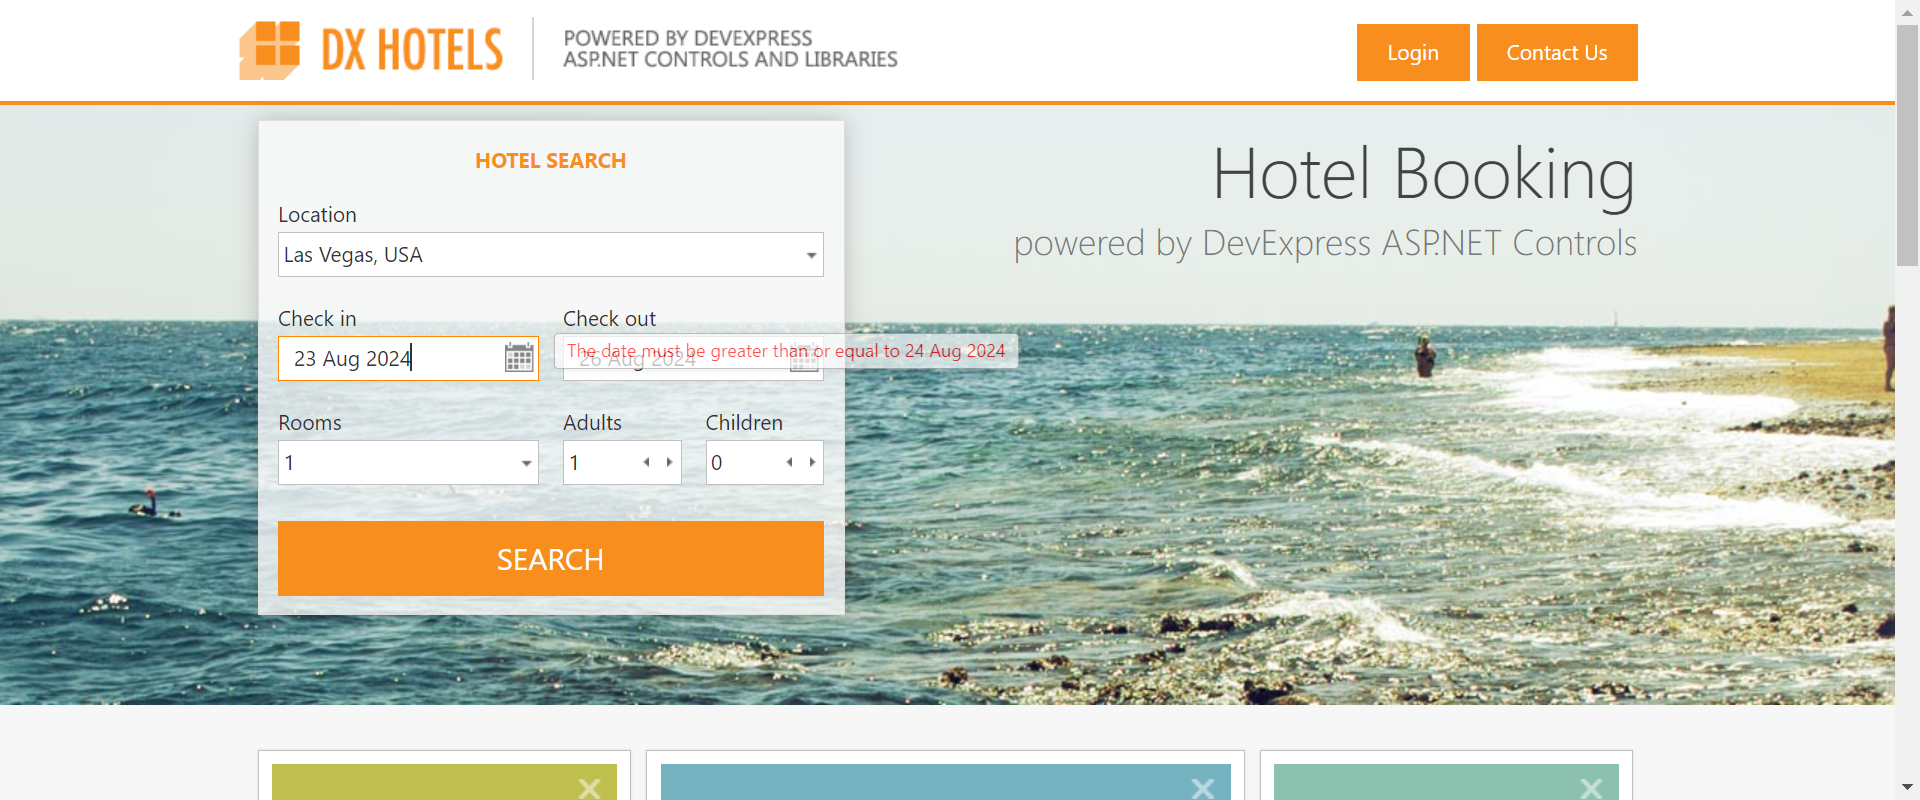 DX HOTELS
POWERED BY DEVEXPRESS
ASP.NET CONTROLS AND LIBRARIES
Login
Contact Us
HOTEL SEARCH
Location
Las Vegas, USA
Check in
Check out
23 Aug 2024
The date must be greater than or equal to 24 Aug 2024
26 Aug 2024
Rooms
Adults
Children
1
1
0
SEARCH
Hotel Booking
powered by DevExpress ASP.NET Controls